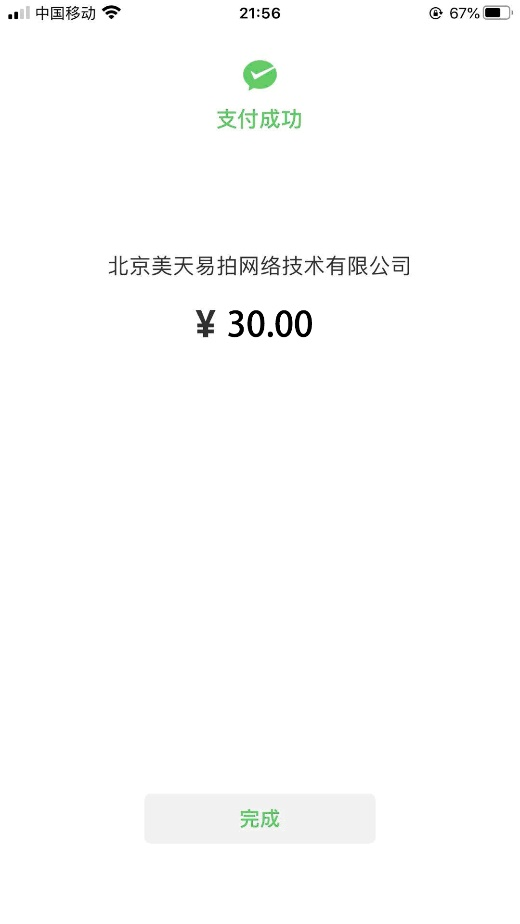 中国移动 21:56 67%
支付成功
北京美天易拍网络技术有限公司
¥ 30.00
完成